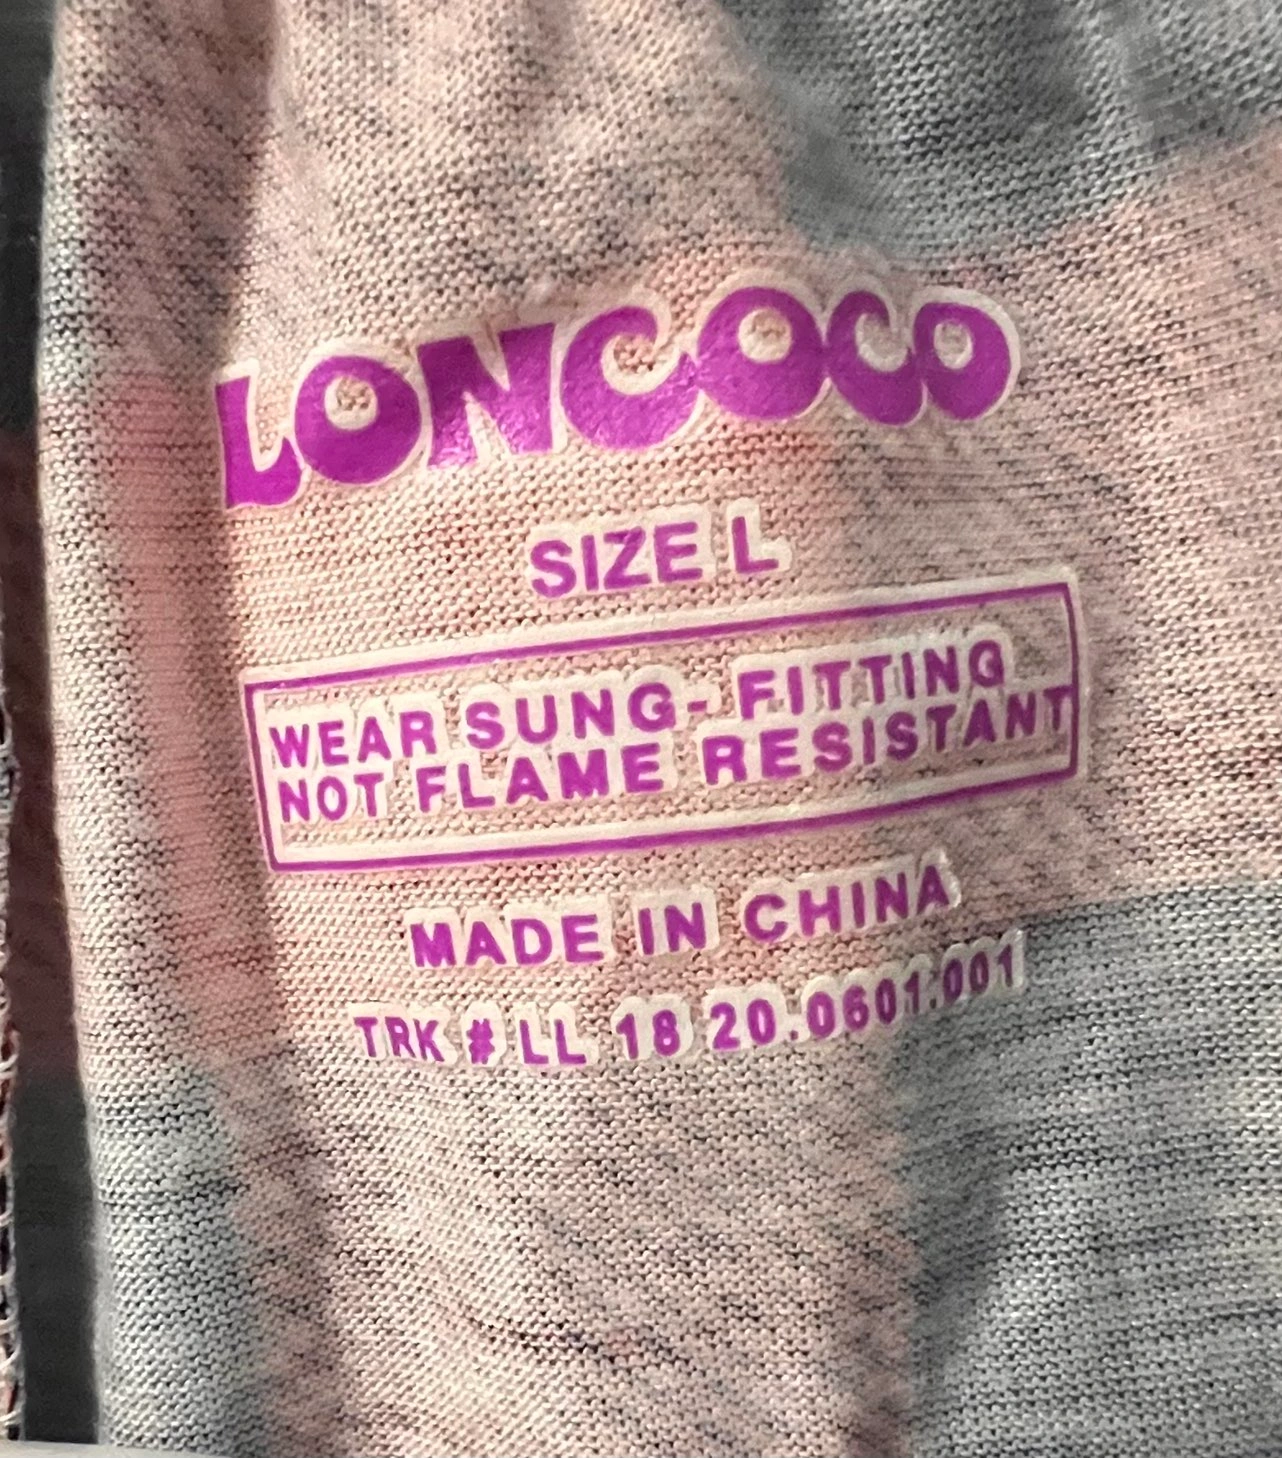 LONCOCO
SIZE L
WEAR SUNG- FITTING
NOT FLAME RESISTANT
MADE IN CHINA
TRK # LL 18 20.0601.001